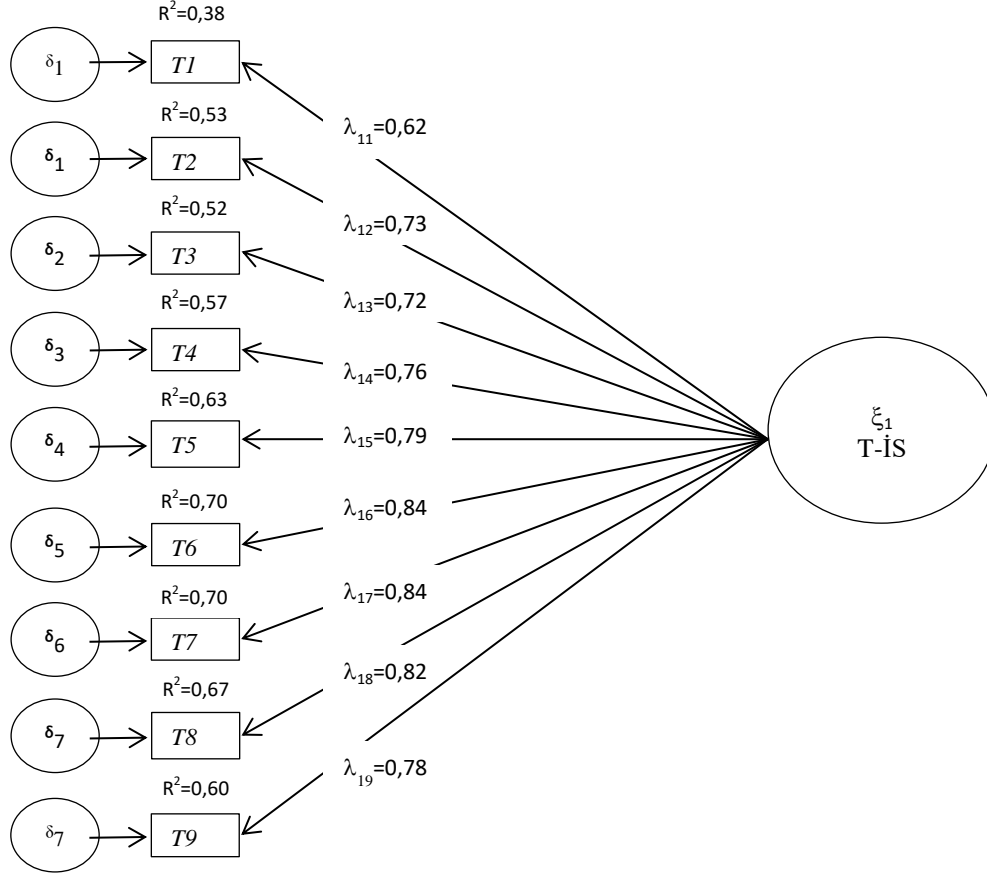 R²=0,38
δ1 T1
λ11=0,62
R²=0,53
δ1 T2
λ12=0,73
R²=0,52
δ2 T3
λ13=0,72
R²=0,57
δ3 T4
λ14=0,76
R²=0,63
δ4 T5
λ15=0,79
ξ1
T-İS
R²=0,70
δ5 T6
λ16=0,84
R²=0,70
δ6 T7
λ17=0,84
R²=0,67
δ7 T8
λ18=0,82
R²=0,60
δ7 T9
λ19=0,78